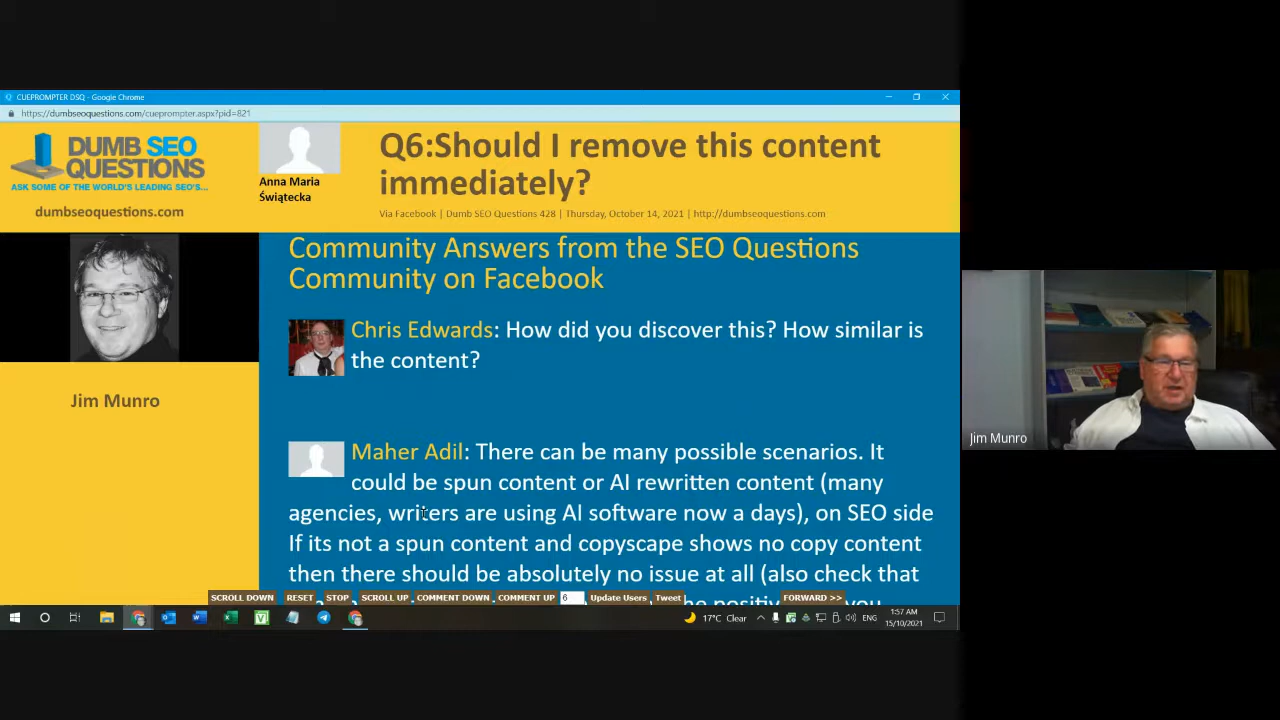 CUEPROMPTER DSQ - Google Chrome
https://dumbseoquestions.com/cueprompter.aspx?pid=821
DUMB SEO
QUESTIONS
ASK SOME OF THE WORLD'S LEADING SEO'S...
dumbseoquestions.com
Anna Maria
Świątecka
Q6:Should I remove this content
immediately?
Via Facebook | Dumb SEO Questions 428 | Thursday, October 14, 2021 | http://dumbseoquestions.com
Jim Munro
Community Answers from the SEO Questions
Community on Facebook
Chris Edwards: How did you discover this? How similar is
the content?
Maher Adil: There can be many possible scenarios. It
could be spun content or AI rewritten content (many
agencies, writers are using AI software now a days), on SEO side
If its not a spun content and copyscape shows no copy content
then there should be absolutely no issue at all (also check that
SCROLL DOWN RESET STOP SCROLL UP COMMENT DOWN COMMENT UP 6 Update Users Tweet FORWARD >>
17°C Clear ENG 1:57 AM
15/10/2021
Jim Munro